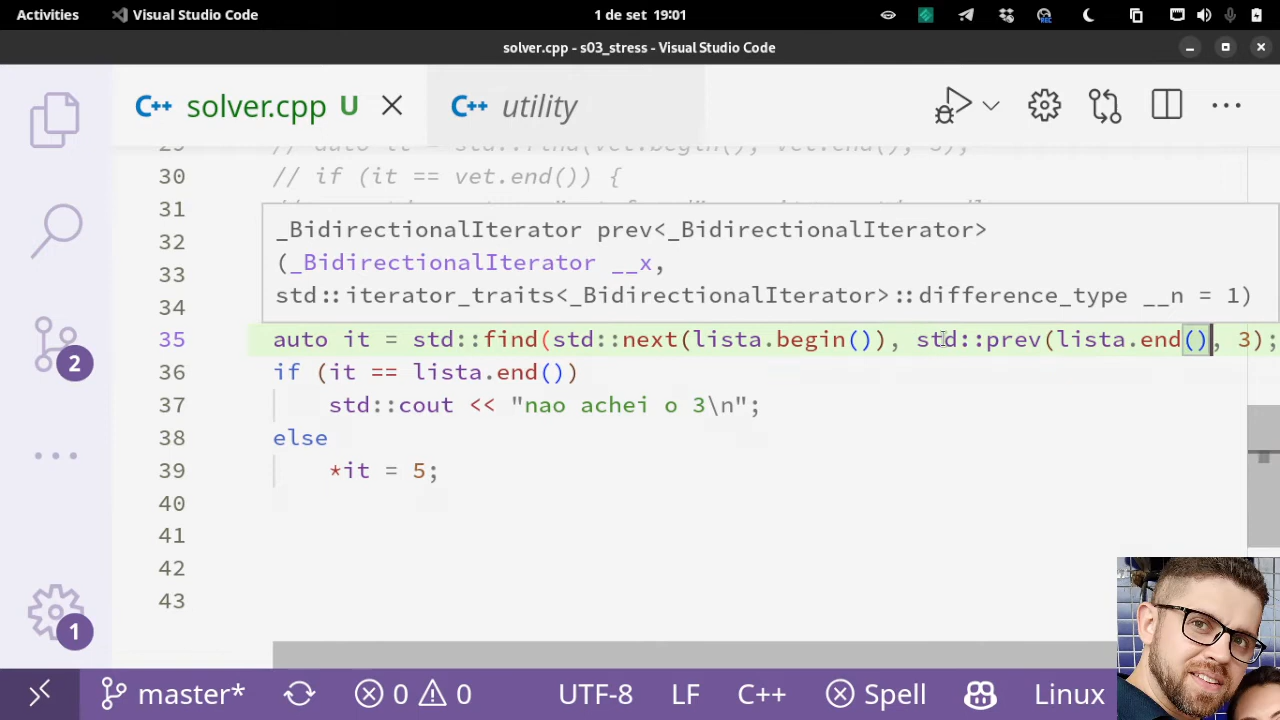 Activities
Visual Studio Code
1 de set 19:01
solver.cpp - s03_stress - Visual Studio Code
C++ solver.cpp U
C++ utility
29 // auto it = std::find(vet.begin(), vet.end(), 3);
30 // if (it == vet.end()) {
31
_BidirectionalIterator prev<_BidirectionalIterator>
32 (_BidirectionalIterator __x,
33 std::iterator_traits<_BidirectionalIterator>::difference_type __n = 1)
34
35 auto it = std::find(std::next(lista.begin()), std::prev(lista.end(), 3);
36 if (it == lista.end())
37 std::cout << "nao achei o 3\n";
38 else
39 *it = 5;
40
41
42
43
2
1
master*
0
0
UTF-8
LF
C++
Spell
Linux